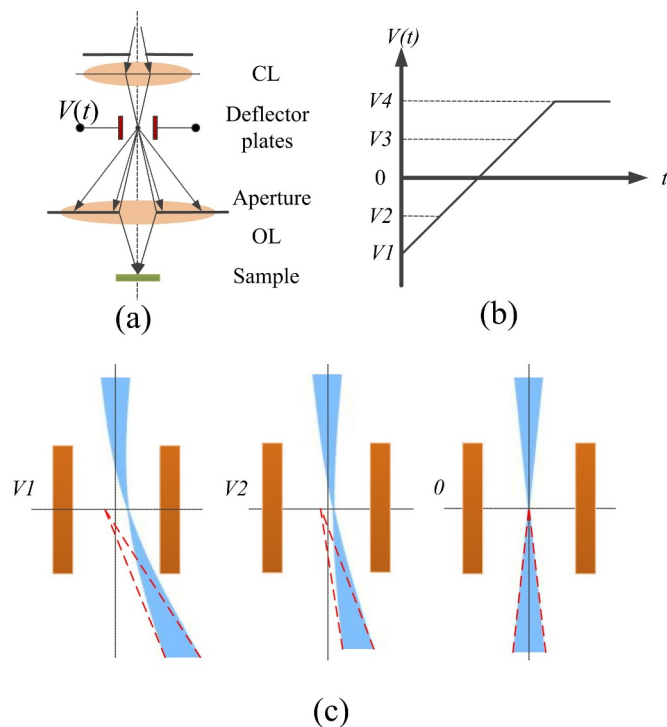 CL
V(t)
Deflector
plates
Aperture
OL
Sample
(a)
V(t)
V4
V3
0
t
V2
V1
(b)
V1
V2
0
(c)